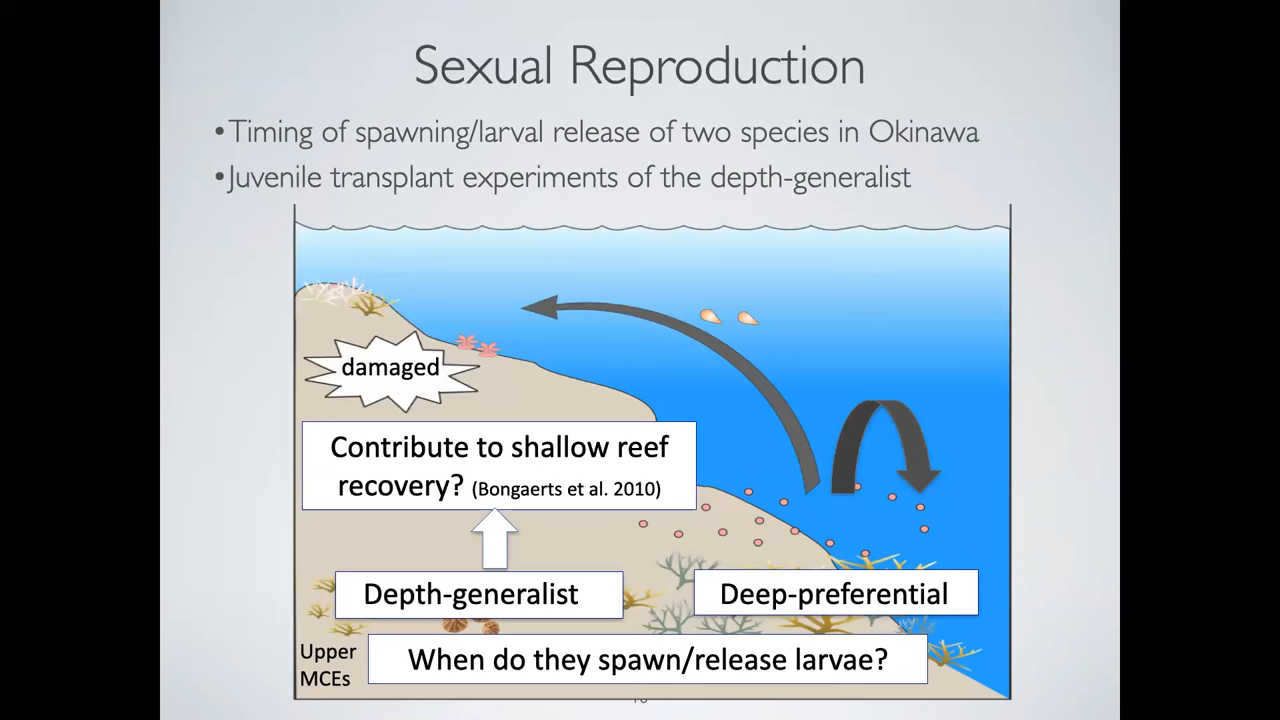 Sexual Reproduction
•Timing of spawning/larval release of two species in Okinawa
•Juvenile transplant experiments of the depth-generalist
damaged
Contribute to shallow reef
recovery? (Bongaerts et al. 2010)
Depth-generalist
Deep-preferential
When do they spawn/release larvae?
Upper
MCEs